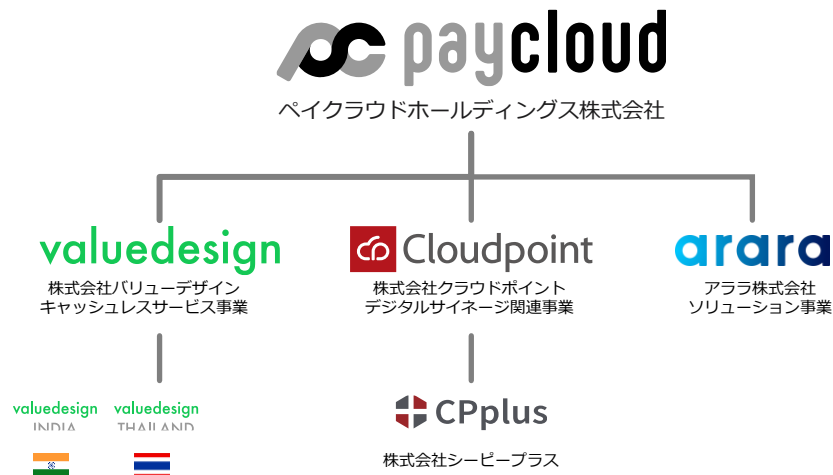 paycloud
ペイクラウドホールディングス株式会社
valuedesign
株式会社バリューデザイン
キャッシュレスサービス事業
Cloudpoint
株式会社クラウドポイント
デジタルサイネージ関連事業
arara
アララ株式会社
ソリューション事業
valuedesign
INDIA
valuedesign
THAILAND
CPplus
株式会社シーピープラス